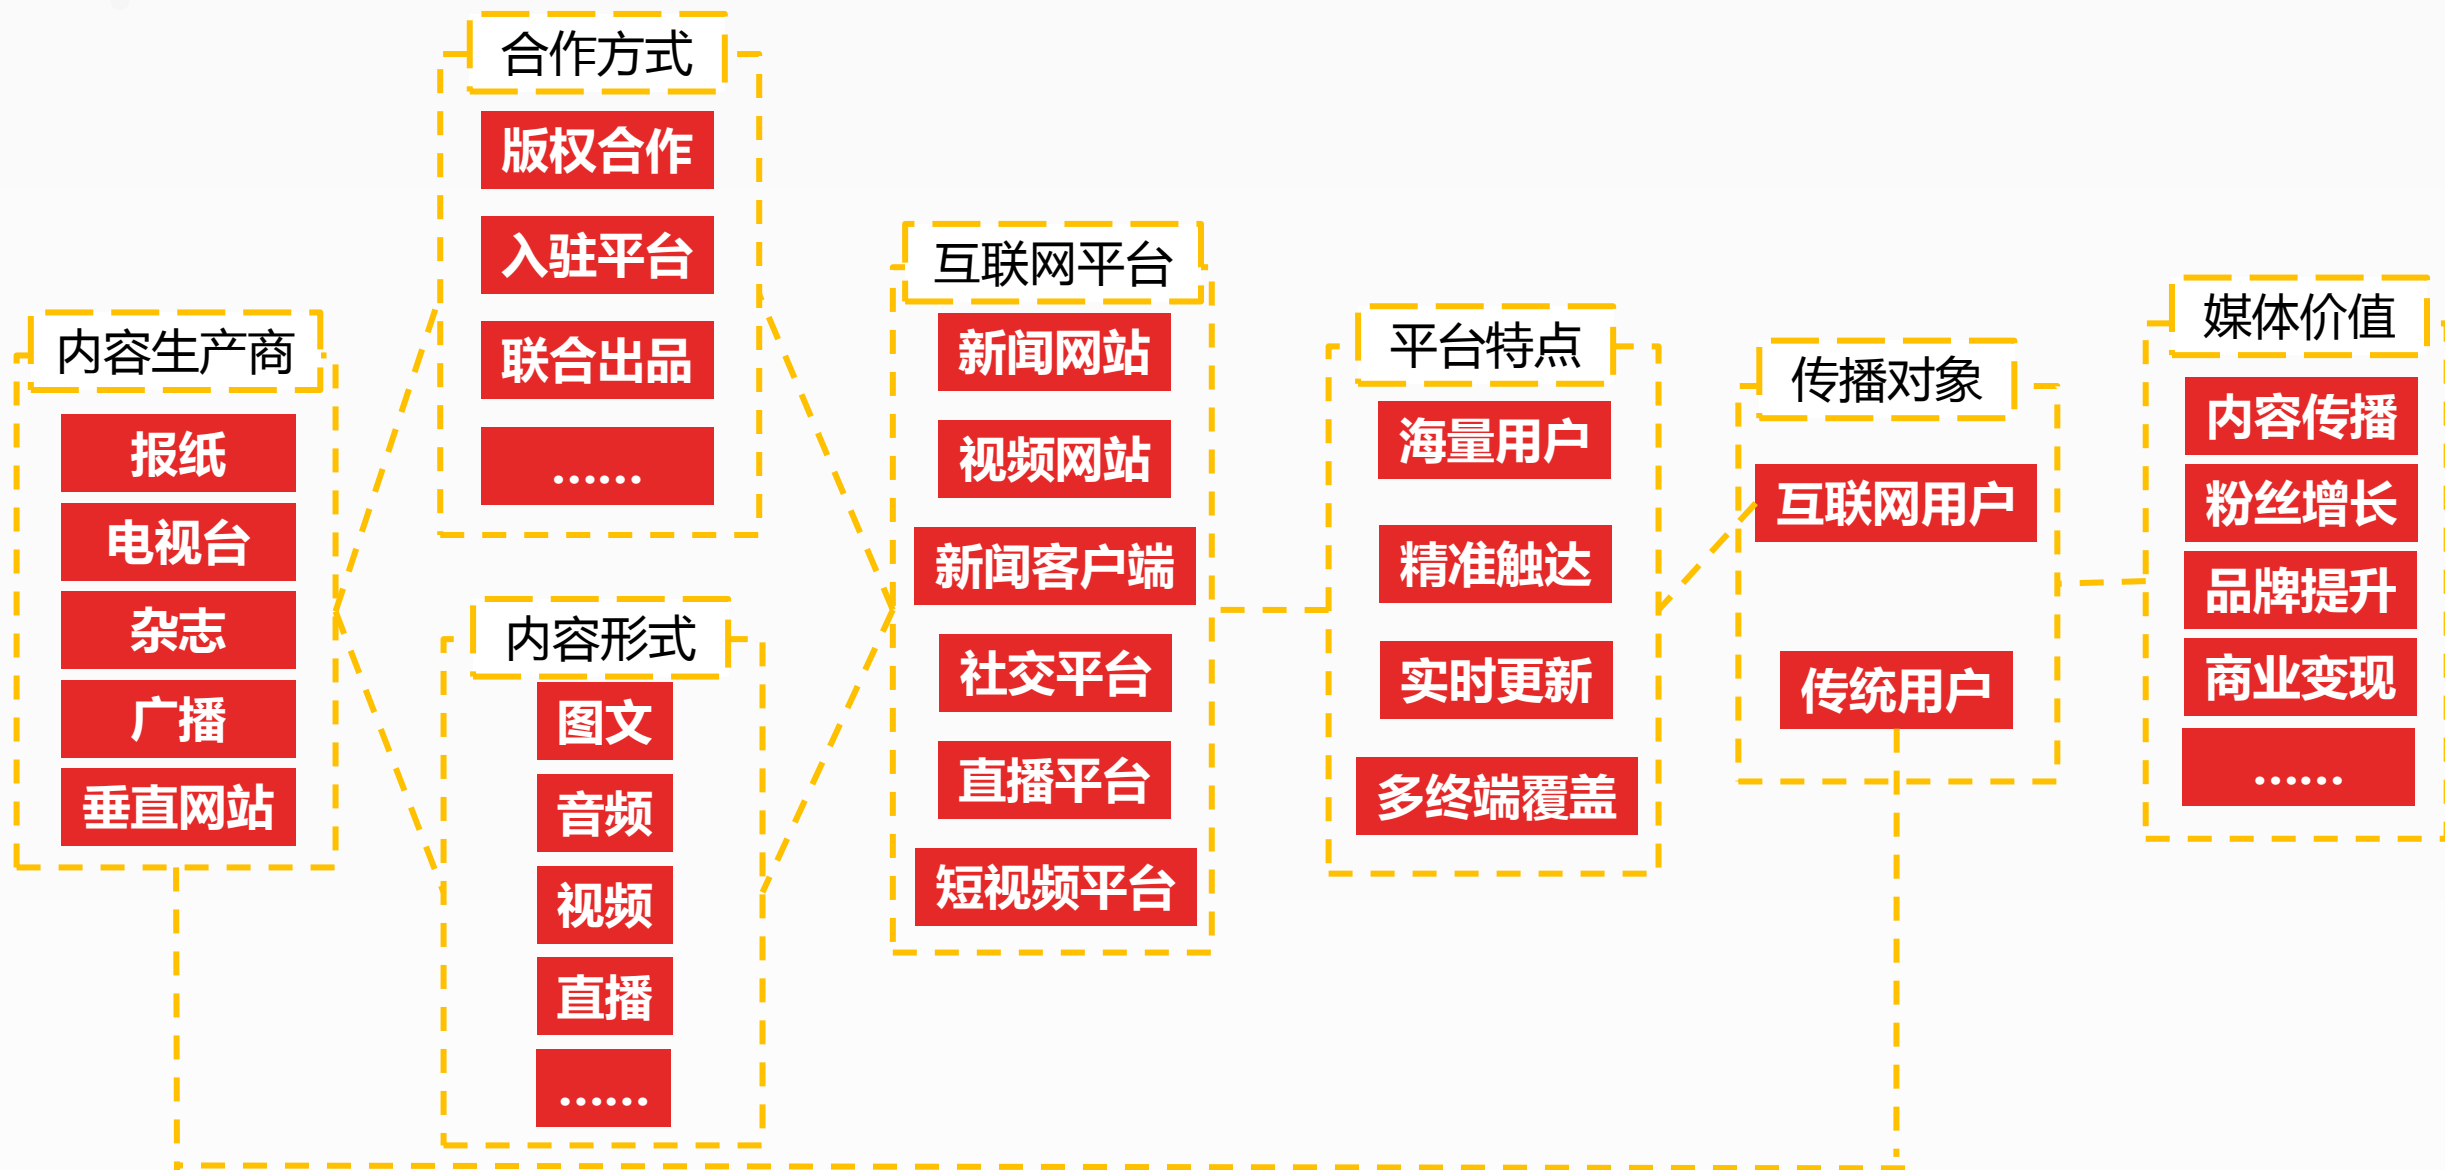 内容生产商
报纸
电视台
杂志
广播
垂直网站
合作方式
版权合作
入驻平台
联合出品
……
内容形式
图文
音频
视频
直播
……
互联网平台
新闻网站
视频网站
新闻客户端
社交平台
直播平台
短视频平台
平台特点
海量用户
精准触达
实时更新
多终端覆盖
传播对象
互联网用户
传统用户
媒体价值
内容传播
粉丝增长
品牌提升
商业变现
……